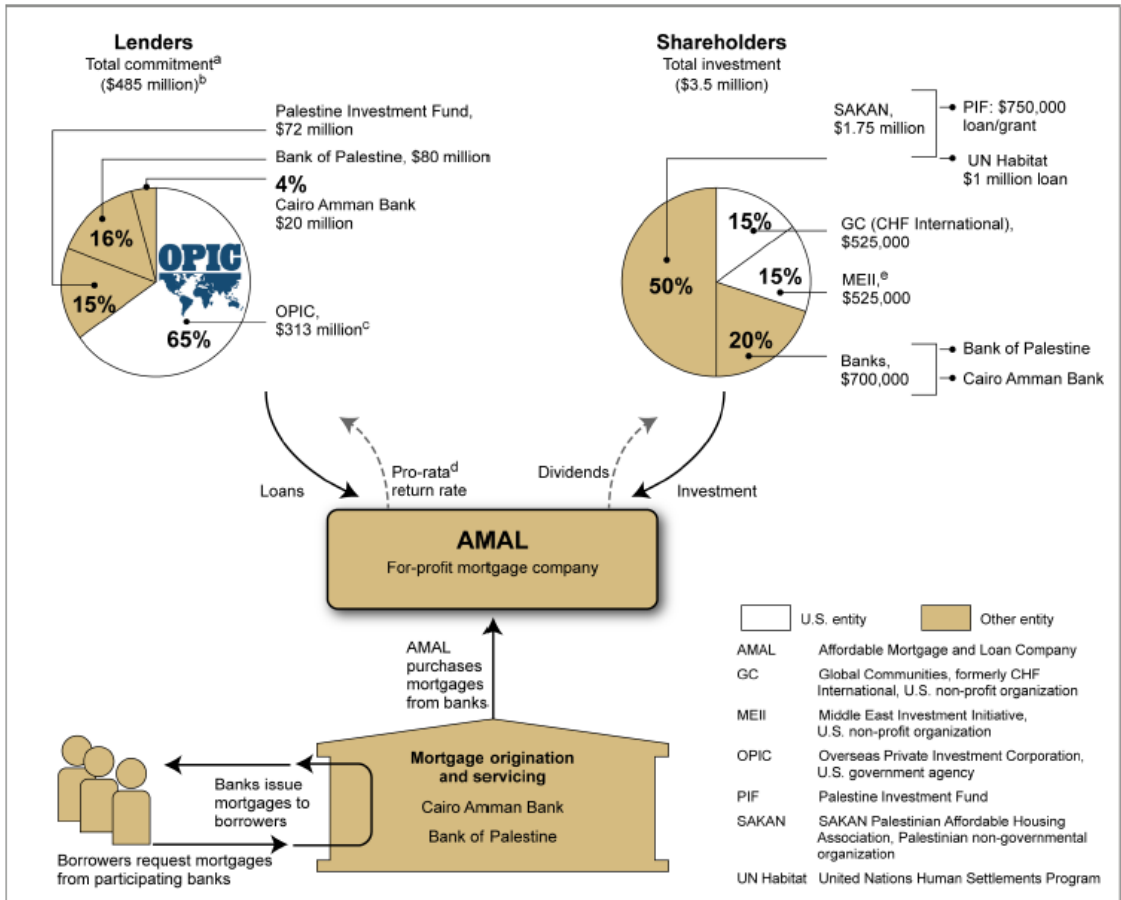 Lenders
Total commitmentᵃ
($485 million)ᵇ
Palestine Investment Fund,
$72 million
Bank of Palestine, $80 million
4%
Cairo Amman Bank
$20 million
16%
OPIC
15%
65%
OPIC,
$313 millionᶜ
Shareholders
Total investment
($3.5 million)
SAKAN,
$1.75 million
PIF: $750,000
loan/grant
UN Habitat
$1 million loan
15%
GC (CHF International),
$525,000
50%
15%
MEII,ᵉ
$525,000
20%
Banks,
$700,000
Bank of Palestine
Cairo Amman Bank
Loans
Pro-rataᵈ
return rate
Dividends
Investment
AMAL
For-profit mortgage company
AMAL
purchases
mortgages
from banks
Mortgage origination
and servicing
Cairo Amman Bank
Bank of Palestine
Banks issue
mortgages to
borrowers
Borrowers request mortgages
from participating banks
U.S. entity
Other entity
AMAL Affordable Mortgage and Loan Company
GC Global Communities, formerly CHF
International, U.S. non-profit organization
MEII Middle East Investment Initiative,
U.S. non-profit organization
OPIC Overseas Private Investment Corporation,
U.S. government agency
PIF Palestine Investment Fund
SAKAN SAKAN Palestinian Affordable Housing
Association, Palestinian non-governmental
organization
UN Habitat United Nations Human Settlements Program